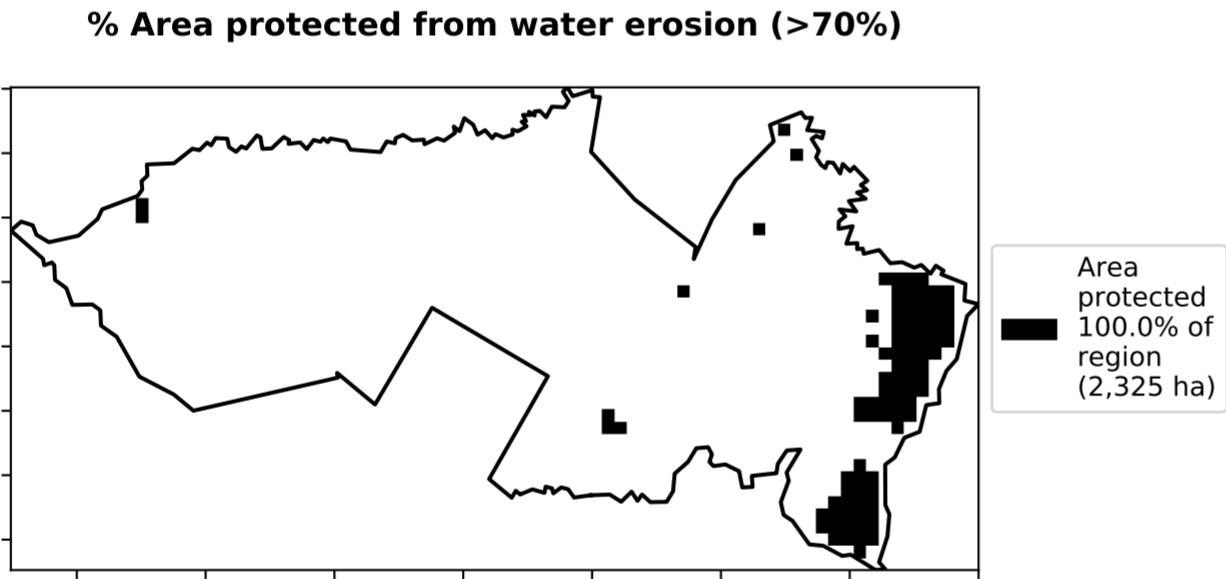 % Area protected from water erosion (>70%)
Area
protected
100.0% of
region
(2,325 ha)